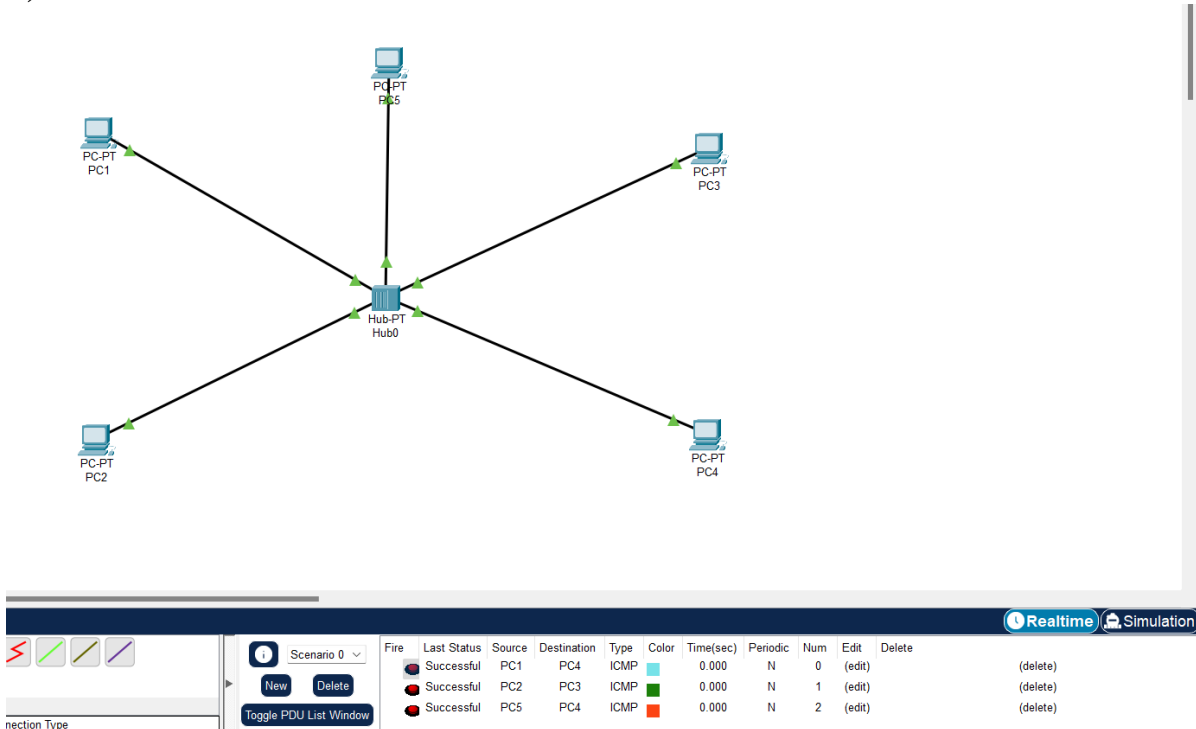 PC-PT
PC5
PC-PT
PC1
PC-PT
PC3
Hub-PT
Hub0
PC-PT
PC2
PC-PT
PC4
Realtime
Simulation
Scenario 0
New Delete
Toggle PDU List Window
nection Type
Fire Last Status Source Destination Type Color Time(sec) Periodic Num Edit Delete
Successful PC1 PC4 ICMP 0.000 N 0 (edit) (delete)
Successful PC2 PC3 ICMP 0.000 N 1 (edit) (delete)
Successful PC5 PC4 ICMP 0.000 N 2 (edit) (delete)